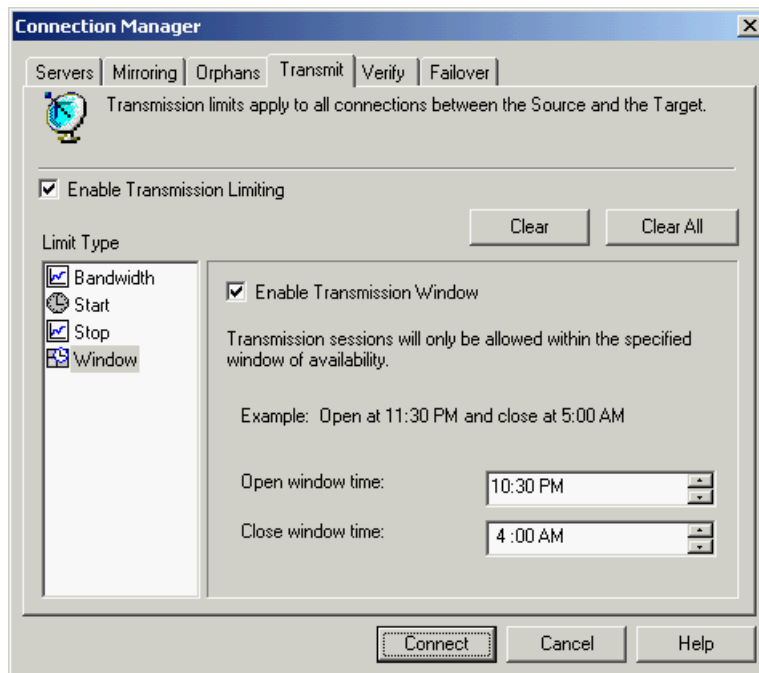 Connection Manager
Servers
Mirroring
Orphans
Transmit
Verify
Failover
Transmission limits apply to all connections between the Source and the Target.
Enable Transmission Limiting
Clear
Clear All
Limit Type
Bandwidth
Start
Stop
Window
Enable Transmission Window
Transmission sessions will only be allowed within the specified
window of availability.
Example: Open at 11:30 PM and close at 5:00 AM
Open window time:
10:30 PM
Close window time:
4 :00 AM
Connect
Cancel
Help